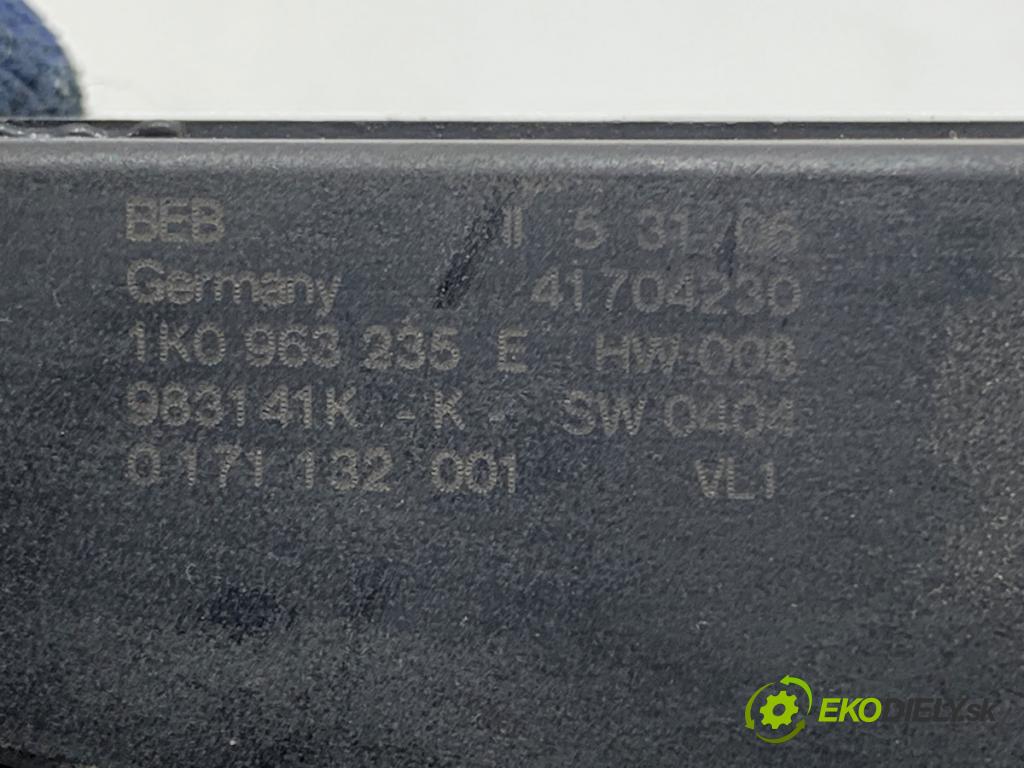 BEB II 5 31/06
Germany 41704230
1K0 963 235 E HW 008
983141K - K - SW 0404
0 171 132 001 VL1
EKODIELY.sk